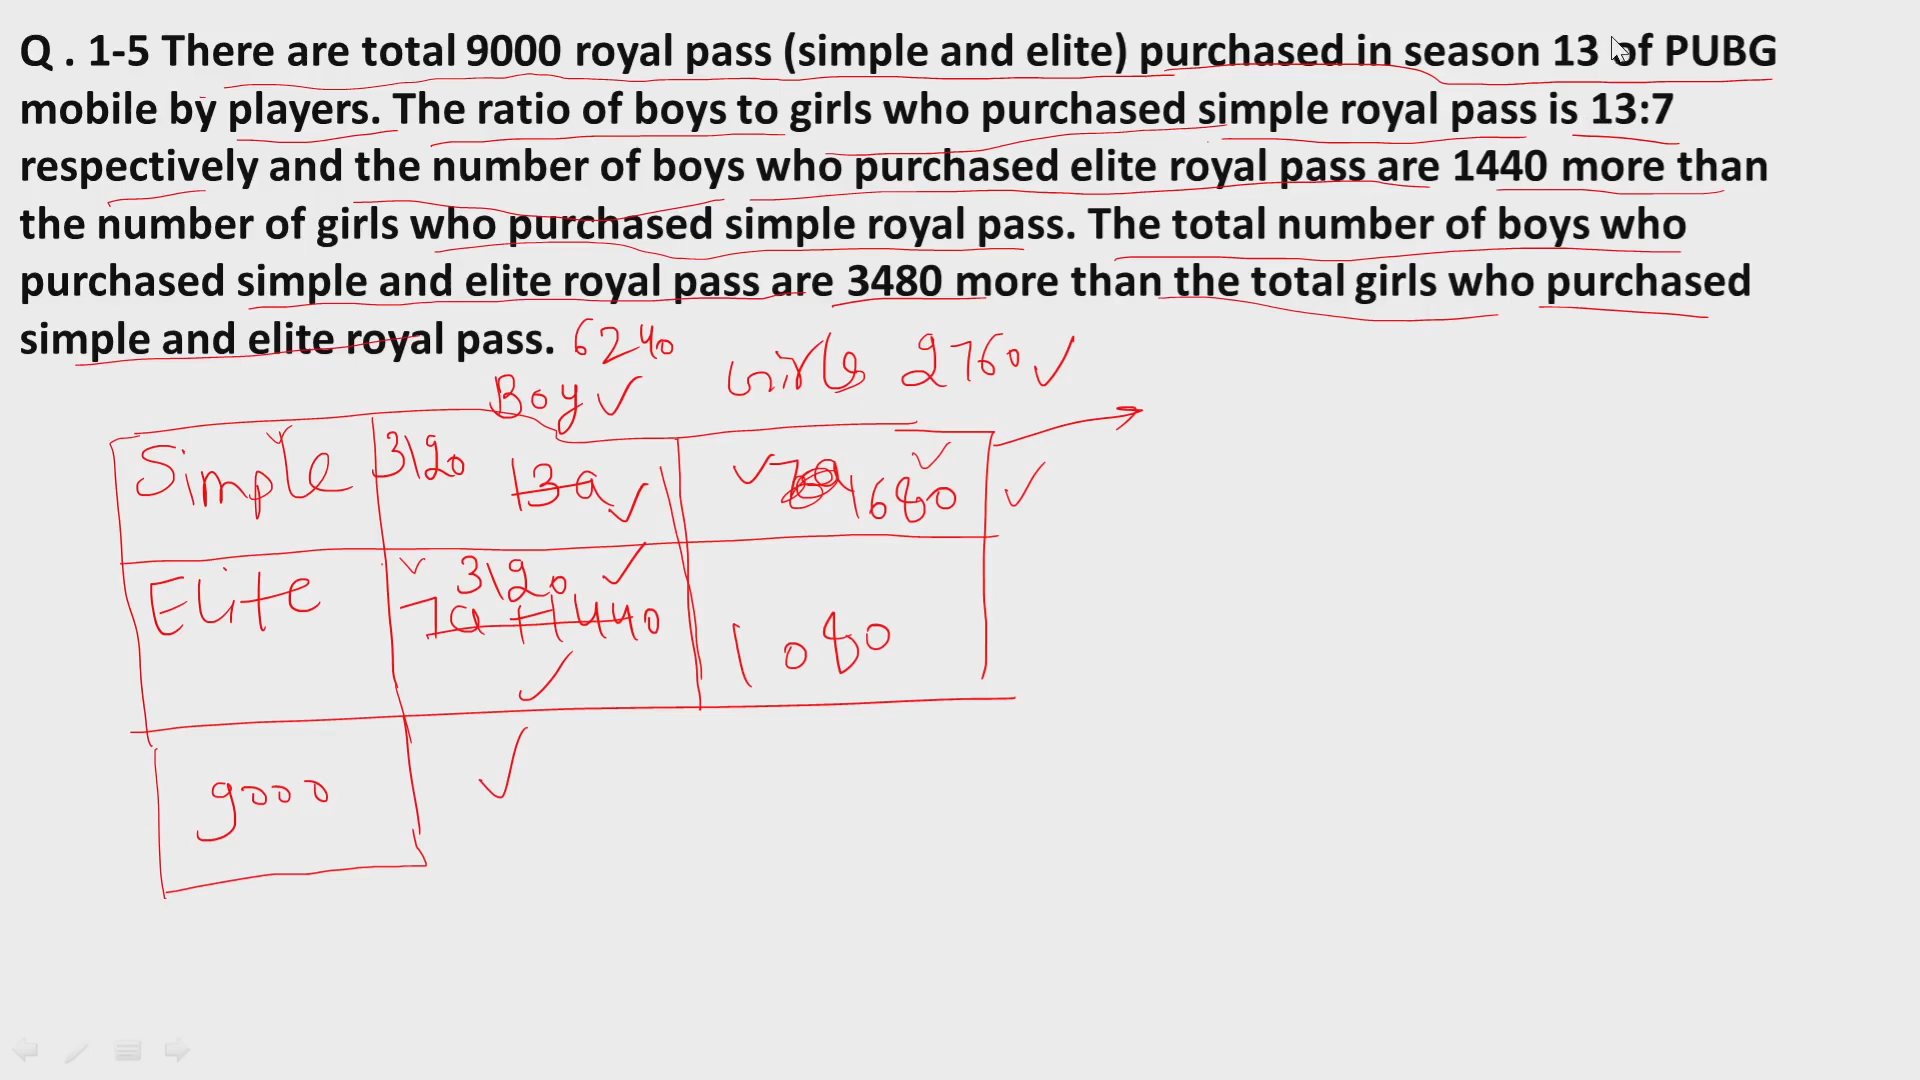 Q . 1-5 There are total 9000 royal pass (simple and elite) purchased in season 13 of PUBG
mobile by players. The ratio of boys to girls who purchased simple royal pass is 13:7
respectively and the number of boys who purchased elite royal pass are 1440 more than
the number of girls who purchased simple royal pass. The total number of boys who
purchased simple and elite royal pass are 3480 more than the total girls who purchased
simple and elite royal pass. 6240
Boy Girls 2760
Simple 3120 13a 1680
Elite 3120
7a+1440 1080
9000